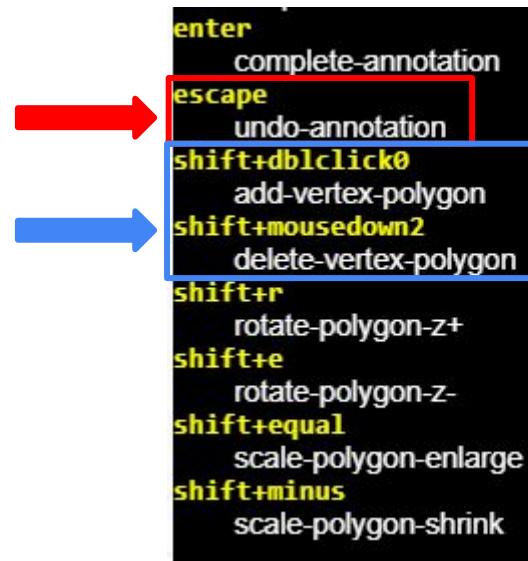 enter
complete-annotation
escape
undo-annotation
shift+dblclick0
add-vertex-polygon
shift+mousedown2
delete-vertex-polygon
shift+r
rotate-polygon-z+
shift+e
rotate-polygon-z-
shift+equal
scale-polygon-enlarge
shift+minus
scale-polygon-shrink